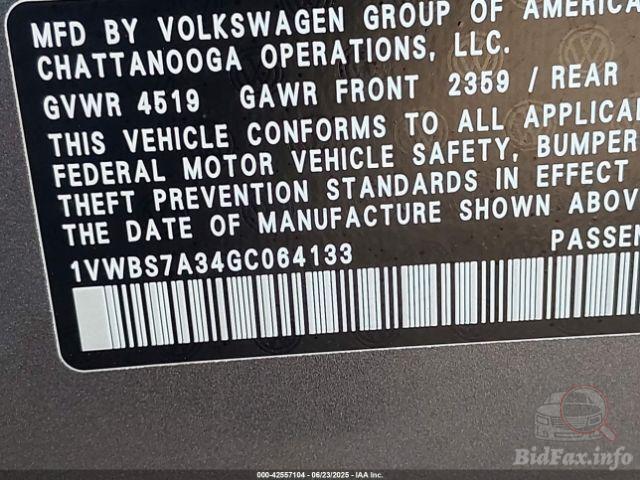 MFD BY VOLKSWAGEN GROUP OF AMERICA
CHATTANOOGA OPERATIONS, LLC.
GVWR 4519 GAWR FRONT 2359 / REAR
THIS VEHICLE CONFORMS TO ALL APPLICAB
FEDERAL MOTOR VEHICLE SAFETY, BUMPER
THEFT PREVENTION STANDARDS IN EFFECT
THE DATE OF MANUFACTURE SHOWN ABOV
1VWBS7A34GC064133 PASSEN
BidFax.info
000-42557104 - 06/23/2025 - IAA Inc.